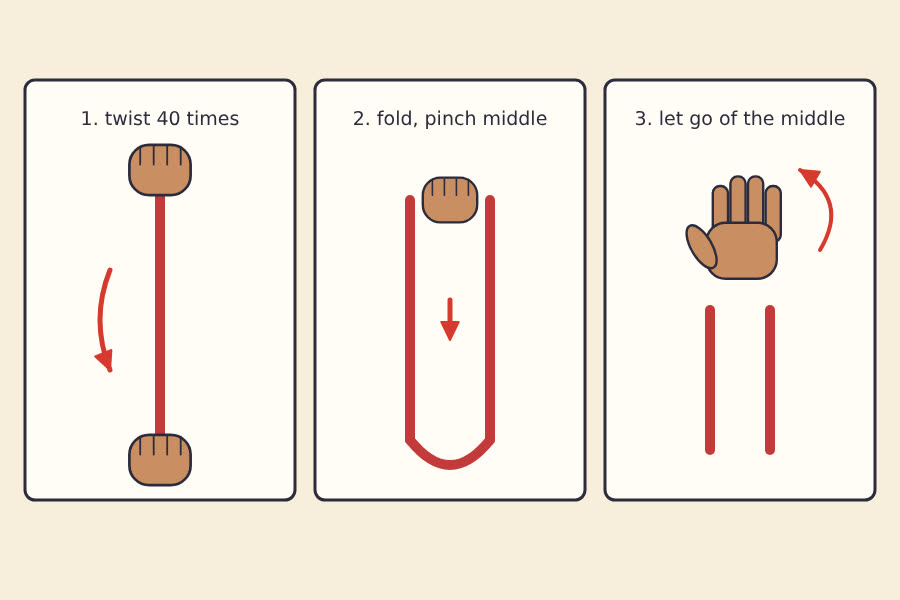 1. twist 40 times
2. fold, pinch middle
3. let go of the middle